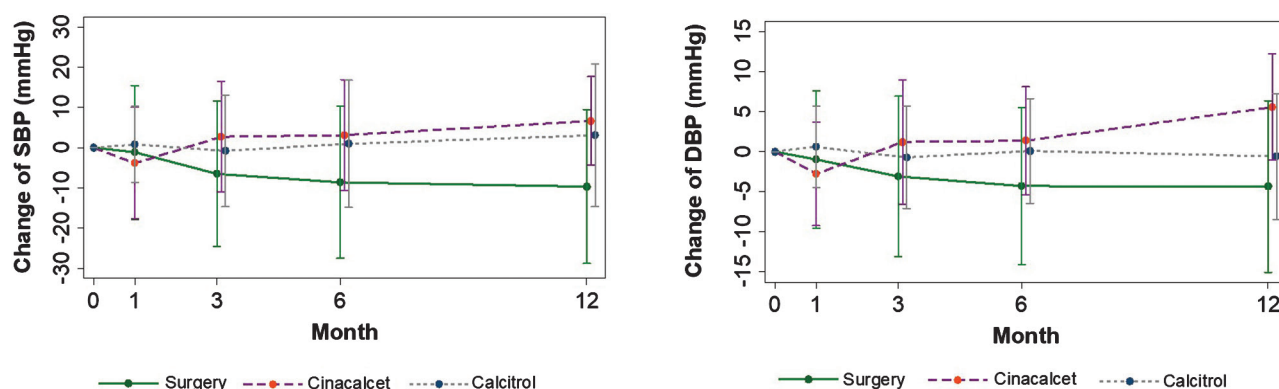 Change of SBP (mmHg)
30
20
10
0
-10
-20
-30
0 1 3 6 12
Month
Surgery Cinacalcet Calcitrol
Change of DBP (mmHg)
15
10
5
0
-5
-10
-15
0 1 3 6 12
Month
Surgery Cinacalcet Calcitrol